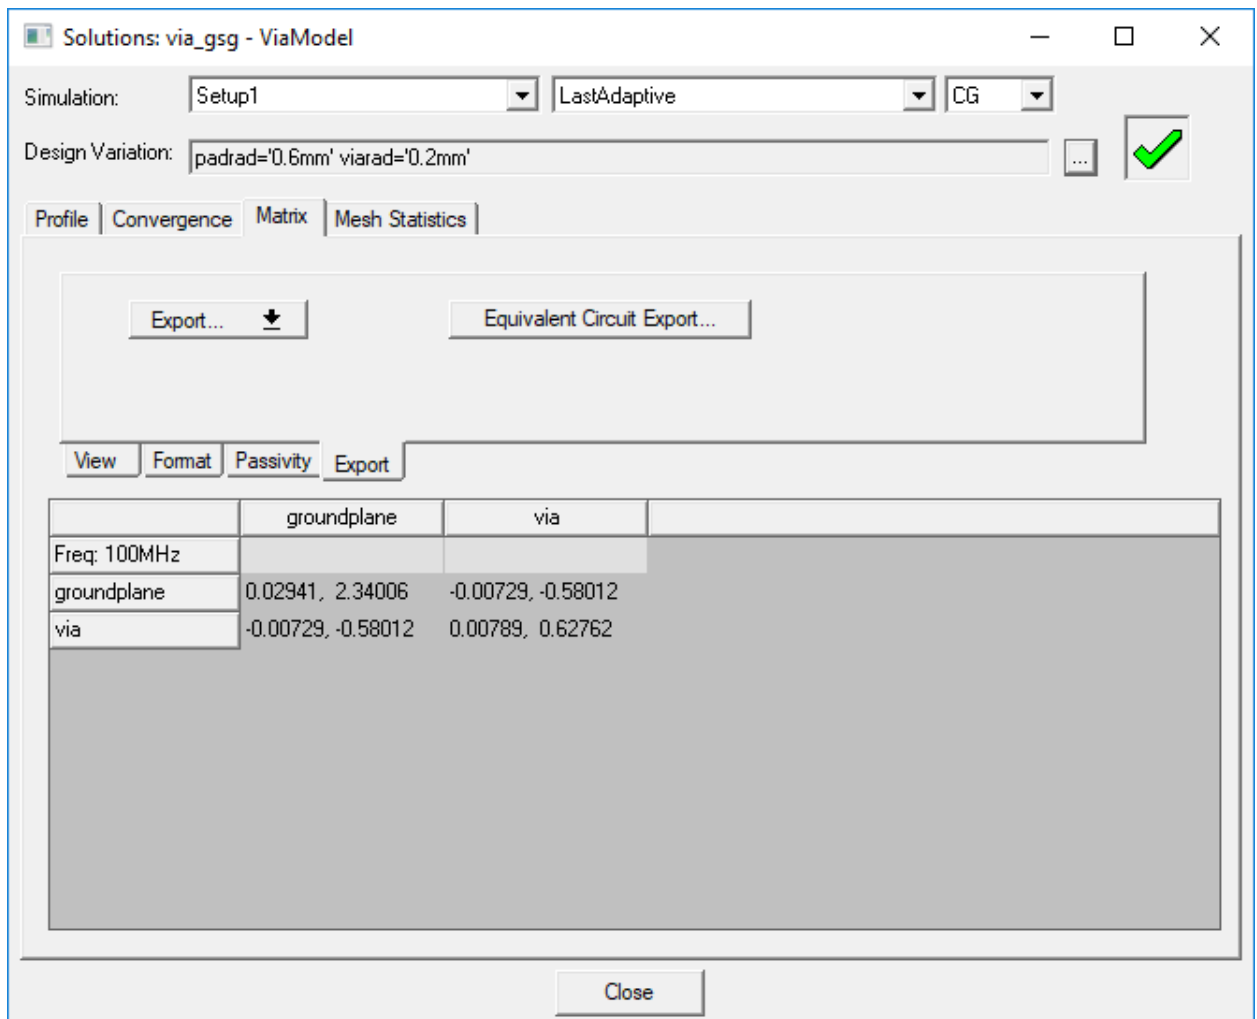 Solutions: via_gsg - ViaModel
Simulation: Setup1 LastAdaptive CG
Design Variation: padrad='0.6mm' viarad='0.2mm' ...
Profile Convergence Matrix Mesh Statistics
Export... Equivalent Circuit Export...
View Format Passivity Export
groundplane via
Freq: 100MHz
groundplane 0.02941, 2.34006 -0.00729, -0.58012
via -0.00729, -0.58012 0.00789, 0.62762
Close